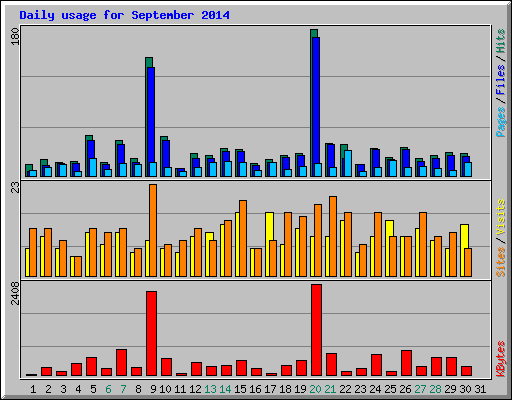 Daily usage for September 2014
180
Pages / Files / Hits
23
Sites / Visits
2408
KBytes
1 2 3 4 5 6 7 8 9 10 11 12 13 14 15 16 17 18 19 20 21 22 23 24 25 26 27 28 29 30 31